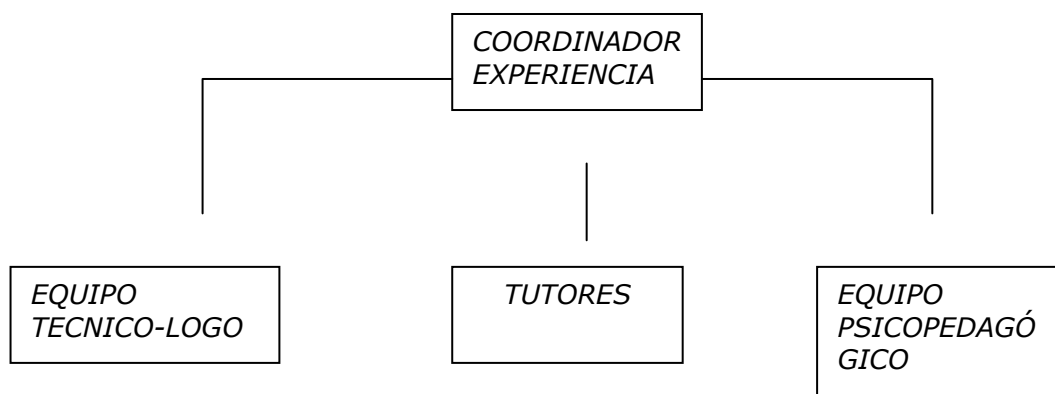 COORDINADOR
EXPERIENCIA
EQUIPO
TECNICO-LOGO
TUTORES
EQUIPO
PSICOPEDAGÓ
GICO